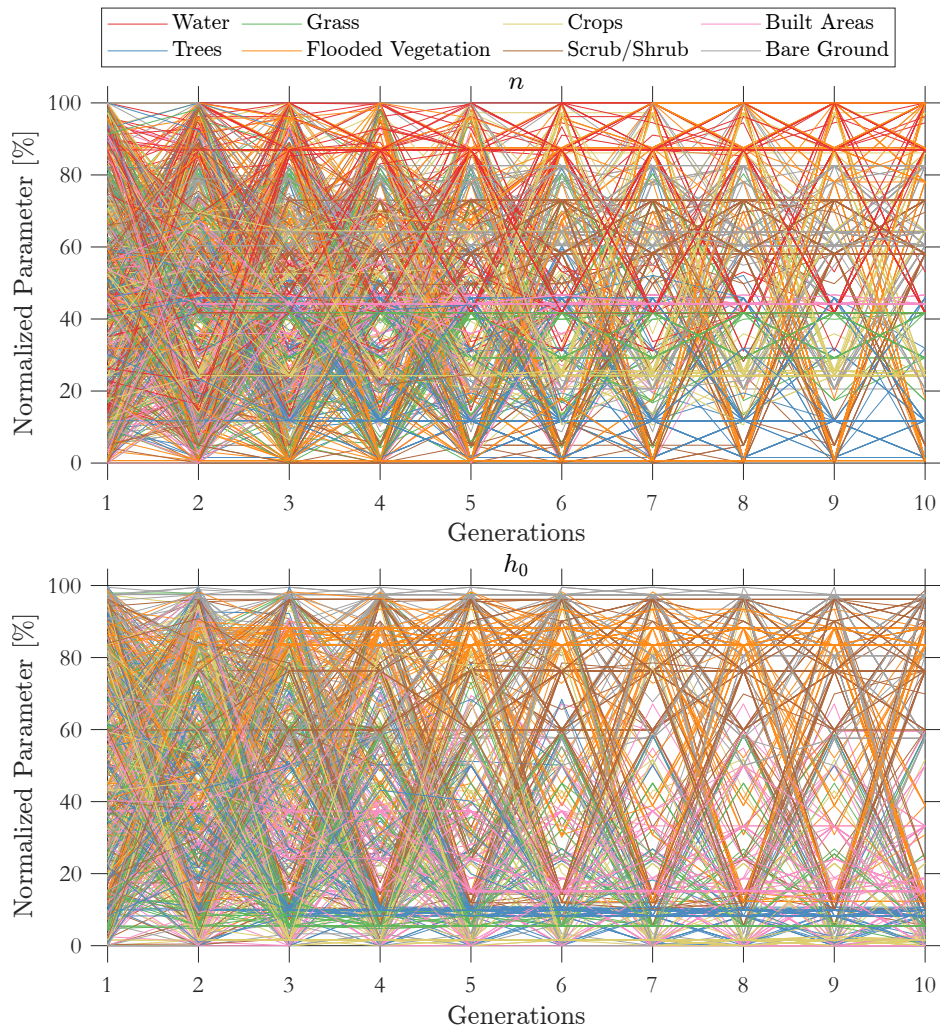 Water Grass Crops Built Areas
Trees Flooded Vegetation Scrub/Shrub Bare Ground
n
100
80
60
40
20
0
Normalized Parameter [%]
1 2 3 4 5 6 7 8 9 10
Generations
h₀
100
80
60
40
20
0
Normalized Parameter [%]
1 2 3 4 5 6 7 8 9 10
Generations